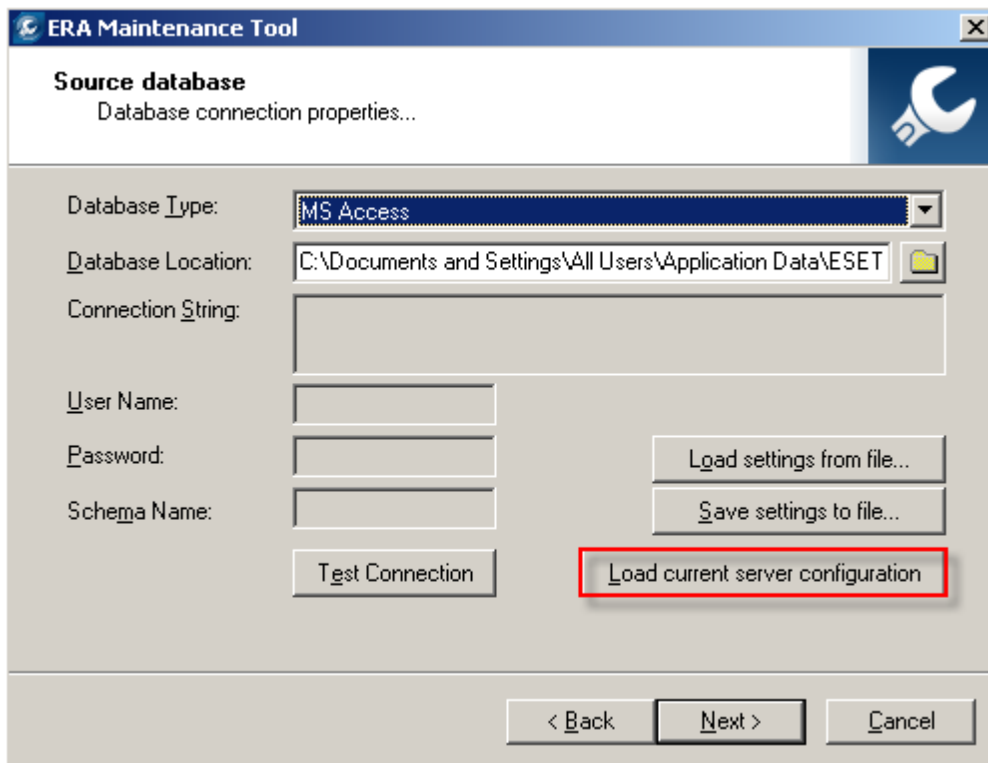 ERA Maintenance Tool
Source database
Database connection properties...
Database Type: MS Access
Database Location: C:\Documents and Settings\All Users\Application Data\ESET
Connection String:
User Name:
Password:
Load settings from file...
Schema Name:
Save settings to file...
Test Connection
Load current server configuration
< Back
Next >
Cancel